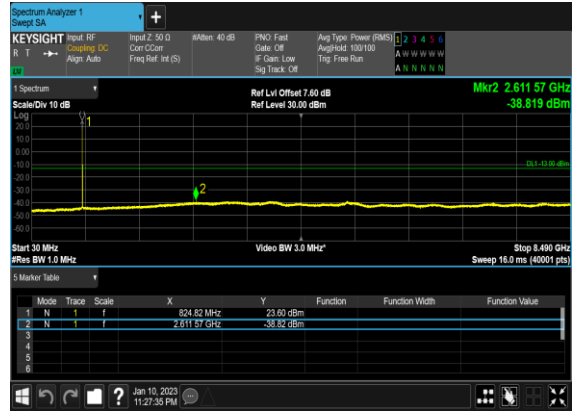 Spectrum Analyzer 1
Swept SA
+
KEYSIGHT Input: RF Input Z: 50 Ω #Atten: 40 dB PNO: Fast Avg Type: Power (RMS) 1 2 3 4 5 6
R T Coupling: DC Corr CCorr Gate: Off Avg|Hold: 100/100 A W W W W W
Align: Auto Freq Ref: Int (S) IF Gain: Low Trig: Free Run
Sig Track: Off A N N N N N
1 Spectrum
Scale/Div 10 dB Ref Lvl Offset 7.60 dB Mkr2 2.611 57 GHz
Ref Level 30.00 dBm -38.819 dBm
Log
20.0
10.0
0.00
-10.0
-20.0
-30.0
-40.0
-50.0
-60.0
1
2
DL1 -13.00 dBm
Start 30 MHz Video BW 3.0 MHz* Stop 8.490 GHz
#Res BW 1.0 MHz Sweep 16.0 ms (40001 pts)
5 Marker Table
Mode Trace Scale X Y Function Function Width Function Value
1 N 1 f 824.82 MHz 23.60 dBm
2 N 1 f 2.611 57 GHz -38.82 dBm
3
4
5
6
? Jan 10, 2023
11:27:35 PM